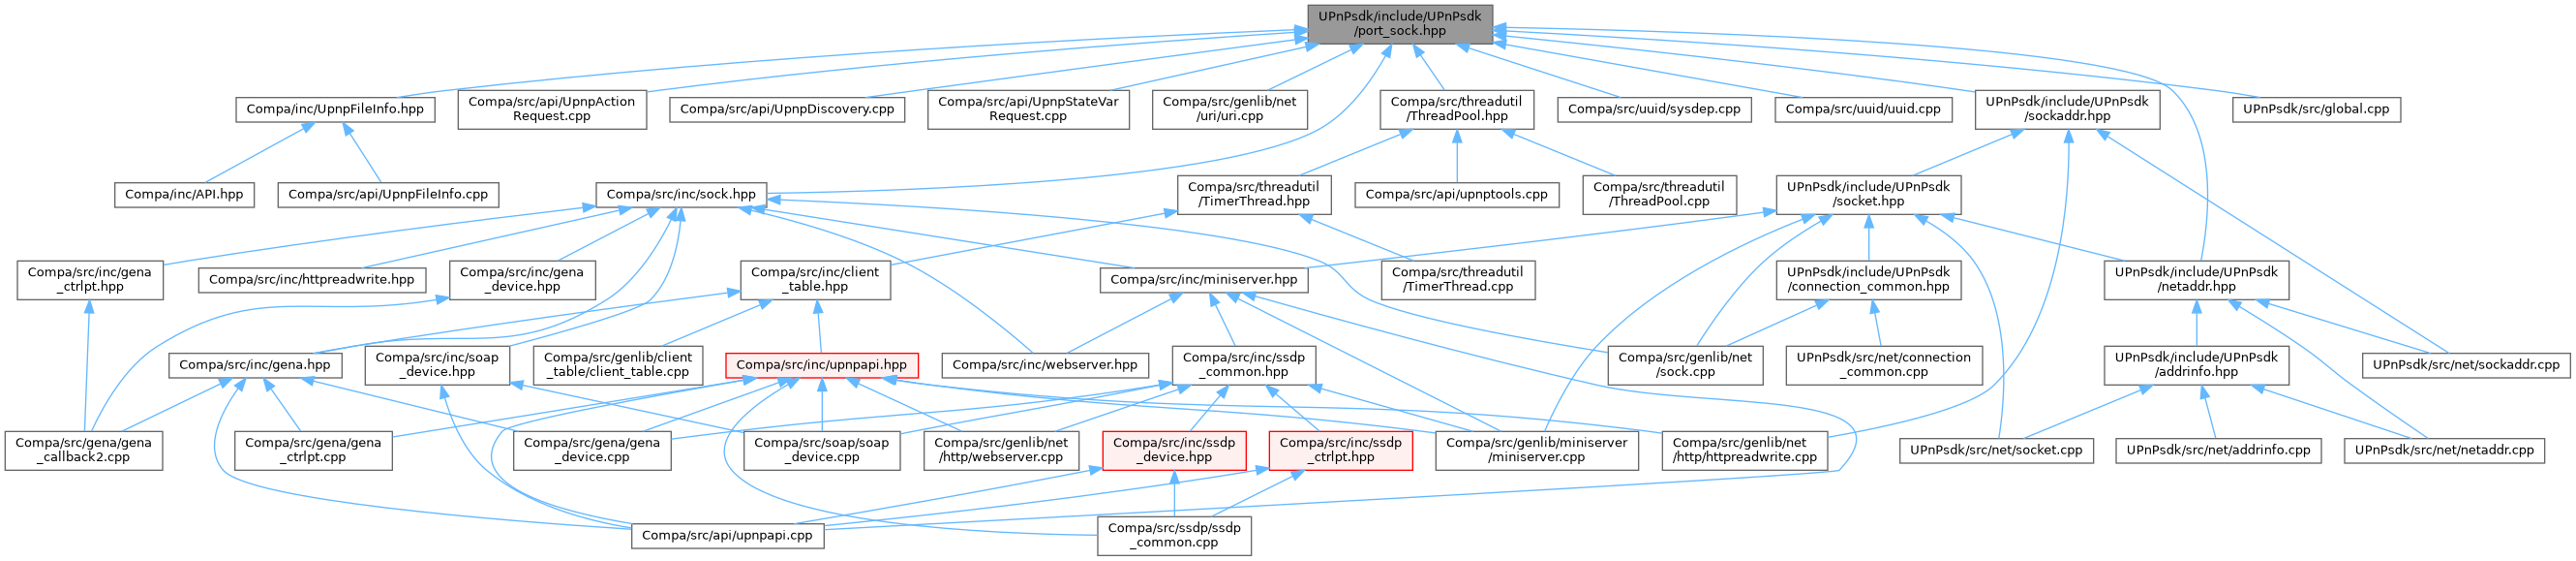 UPnPsdk/include/UPnPsdk
/port_sock.hpp
Compa/inc/UpnpFileInfo.hpp
Compa/src/api/UpnpAction
Request.cpp
Compa/src/api/UpnpDiscovery.cpp
Compa/src/api/UpnpStateVar
Request.cpp
Compa/src/genlib/net
/uri/uri.cpp
Compa/src/threadutil
/ThreadPool.hpp
Compa/src/uuid/sysdep.cpp
Compa/src/uuid/uuid.cpp
UPnPsdk/include/UPnPsdk
/sockaddr.hpp
UPnPsdk/src/global.cpp
Compa/inc/API.hpp
Compa/src/api/UpnpFileInfo.cpp
Compa/src/inc/sock.hpp
Compa/src/threadutil
/TimerThread.hpp
Compa/src/api/upnptools.cpp
Compa/src/threadutil
/ThreadPool.cpp
UPnPsdk/include/UPnPsdk
/socket.hpp
Compa/src/inc/gena
_ctrlpt.hpp
Compa/src/inc/httpreadwrite.hpp
Compa/src/inc/gena
_device.hpp
Compa/src/inc/client
_table.hpp
Compa/src/inc/miniserver.hpp
Compa/src/threadutil
/TimerThread.cpp
UPnPsdk/include/UPnPsdk
/connection_common.hpp
UPnPsdk/include/UPnPsdk
/netaddr.hpp
Compa/src/inc/gena.hpp
Compa/src/inc/soap
_device.hpp
Compa/src/genlib/client
_table/client_table.cpp
Compa/src/inc/upnpapi.hpp
Compa/src/inc/webserver.hpp
Compa/src/inc/ssdp
_common.hpp
Compa/src/genlib/net
/sock.cpp
UPnPsdk/src/net/connection
_common.cpp
UPnPsdk/include/UPnPsdk
/addrinfo.hpp
UPnPsdk/src/net/sockaddr.cpp
Compa/src/gena/gena
_callback2.cpp
Compa/src/gena/gena
_ctrlpt.cpp
Compa/src/gena/gena
_device.cpp
Compa/src/soap/soap
_device.cpp
Compa/src/genlib/net
/http/webserver.cpp
Compa/src/inc/ssdp
_device.hpp
Compa/src/inc/ssdp
_ctrlpt.hpp
Compa/src/genlib/miniserver
/miniserver.cpp
Compa/src/genlib/net
/http/httpreadwrite.cpp
UPnPsdk/src/net/socket.cpp
UPnPsdk/src/net/addrinfo.cpp
UPnPsdk/src/net/netaddr.cpp
Compa/src/api/upnpapi.cpp
Compa/src/ssdp/ssdp
_common.cpp